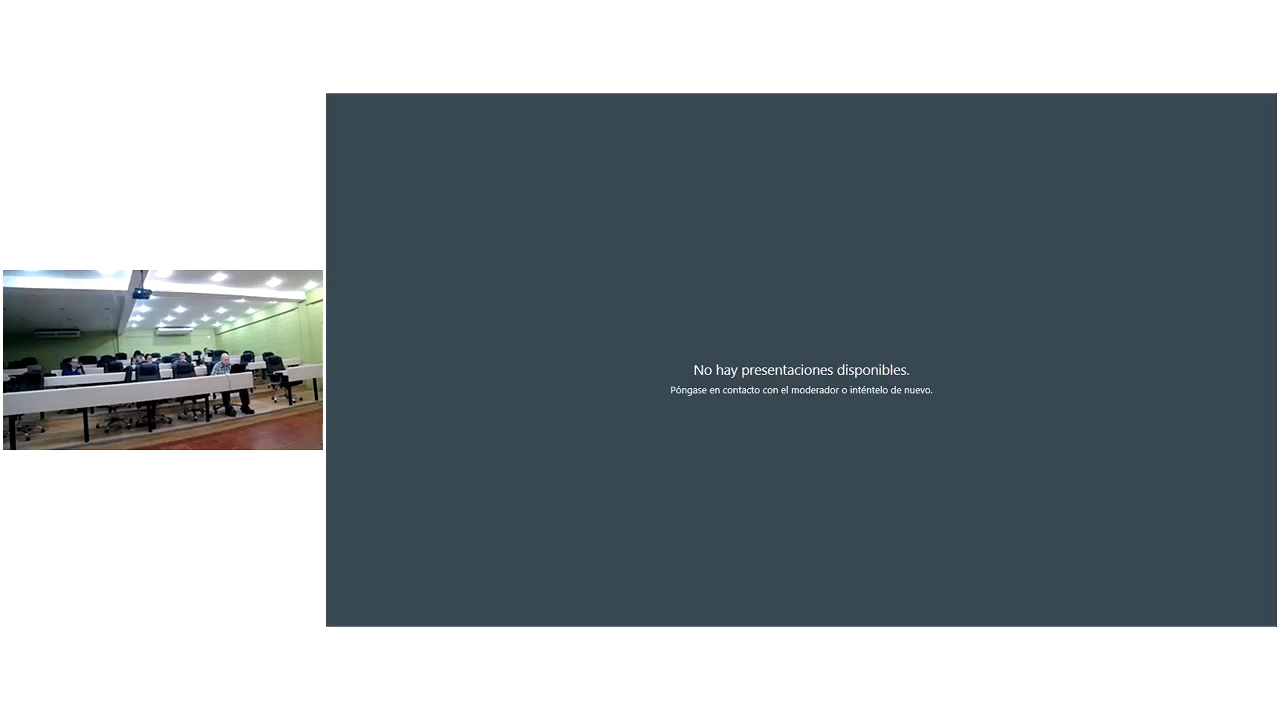 No hay presentaciones disponibles.
Póngase en contacto con el moderador o inténtelo de nuevo.